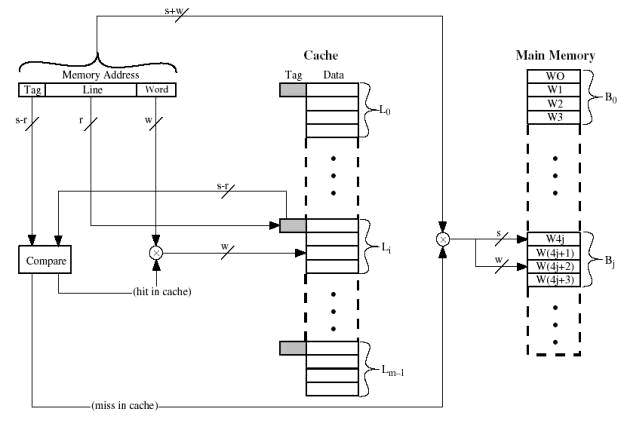 s+w
Cache
Main Memory
Memory Address
Tag Data
Tag Line Word
s-r
r
w
L0
WO
W1
W2
W3
B0
s-r
Compare
w
(hit in cache)
Li
s
w
W4j
W(4j+1)
W(4j+2)
W(4j+3)
Bj
Lm–1
(miss in cache)